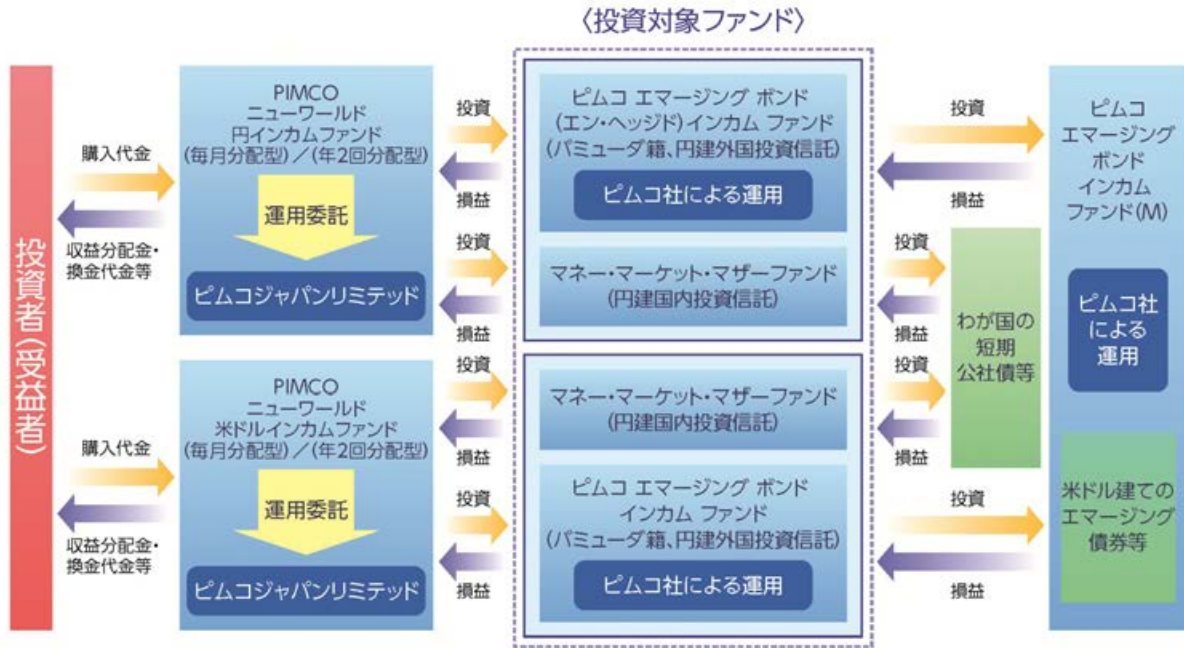 〈投資対象ファンド〉
投資者(受益者)
購入代金
収益分配金・
換金代金等
PIMCO
ニューワールド
円インカムファンド
(毎月分配型)／(年2回分配型)
運用委託
ピムコジャパンリミテッド
投資
損益
投資
損益
ピムコ エマージング ボンド
(エン・ヘッジド)インカム ファンド
(バミューダ籍、円建外国投資信託)
ピムコ社による運用
マネー・マーケット・マザーファンド
(円建国内投資信託)
投資
損益
投資
損益
購入代金
収益分配金・
換金代金等
PIMCO
ニューワールド
米ドルインカムファンド
(毎月分配型)／(年2回分配型)
運用委託
ピムコジャパンリミテッド
投資
損益
投資
損益
マネー・マーケット・マザーファンド
(円建国内投資信託)
ピムコ エマージング ボンド
インカム ファンド
(バミューダ籍、円建外国投資信託)
ピムコ社による運用
投資
損益
投資
損益
わが国の
短期
公社債等
ピムコ
エマージング
ボンド
インカム
ファンド(M)
ピムコ社
による
運用
米ドル建ての
エマージング
債券等